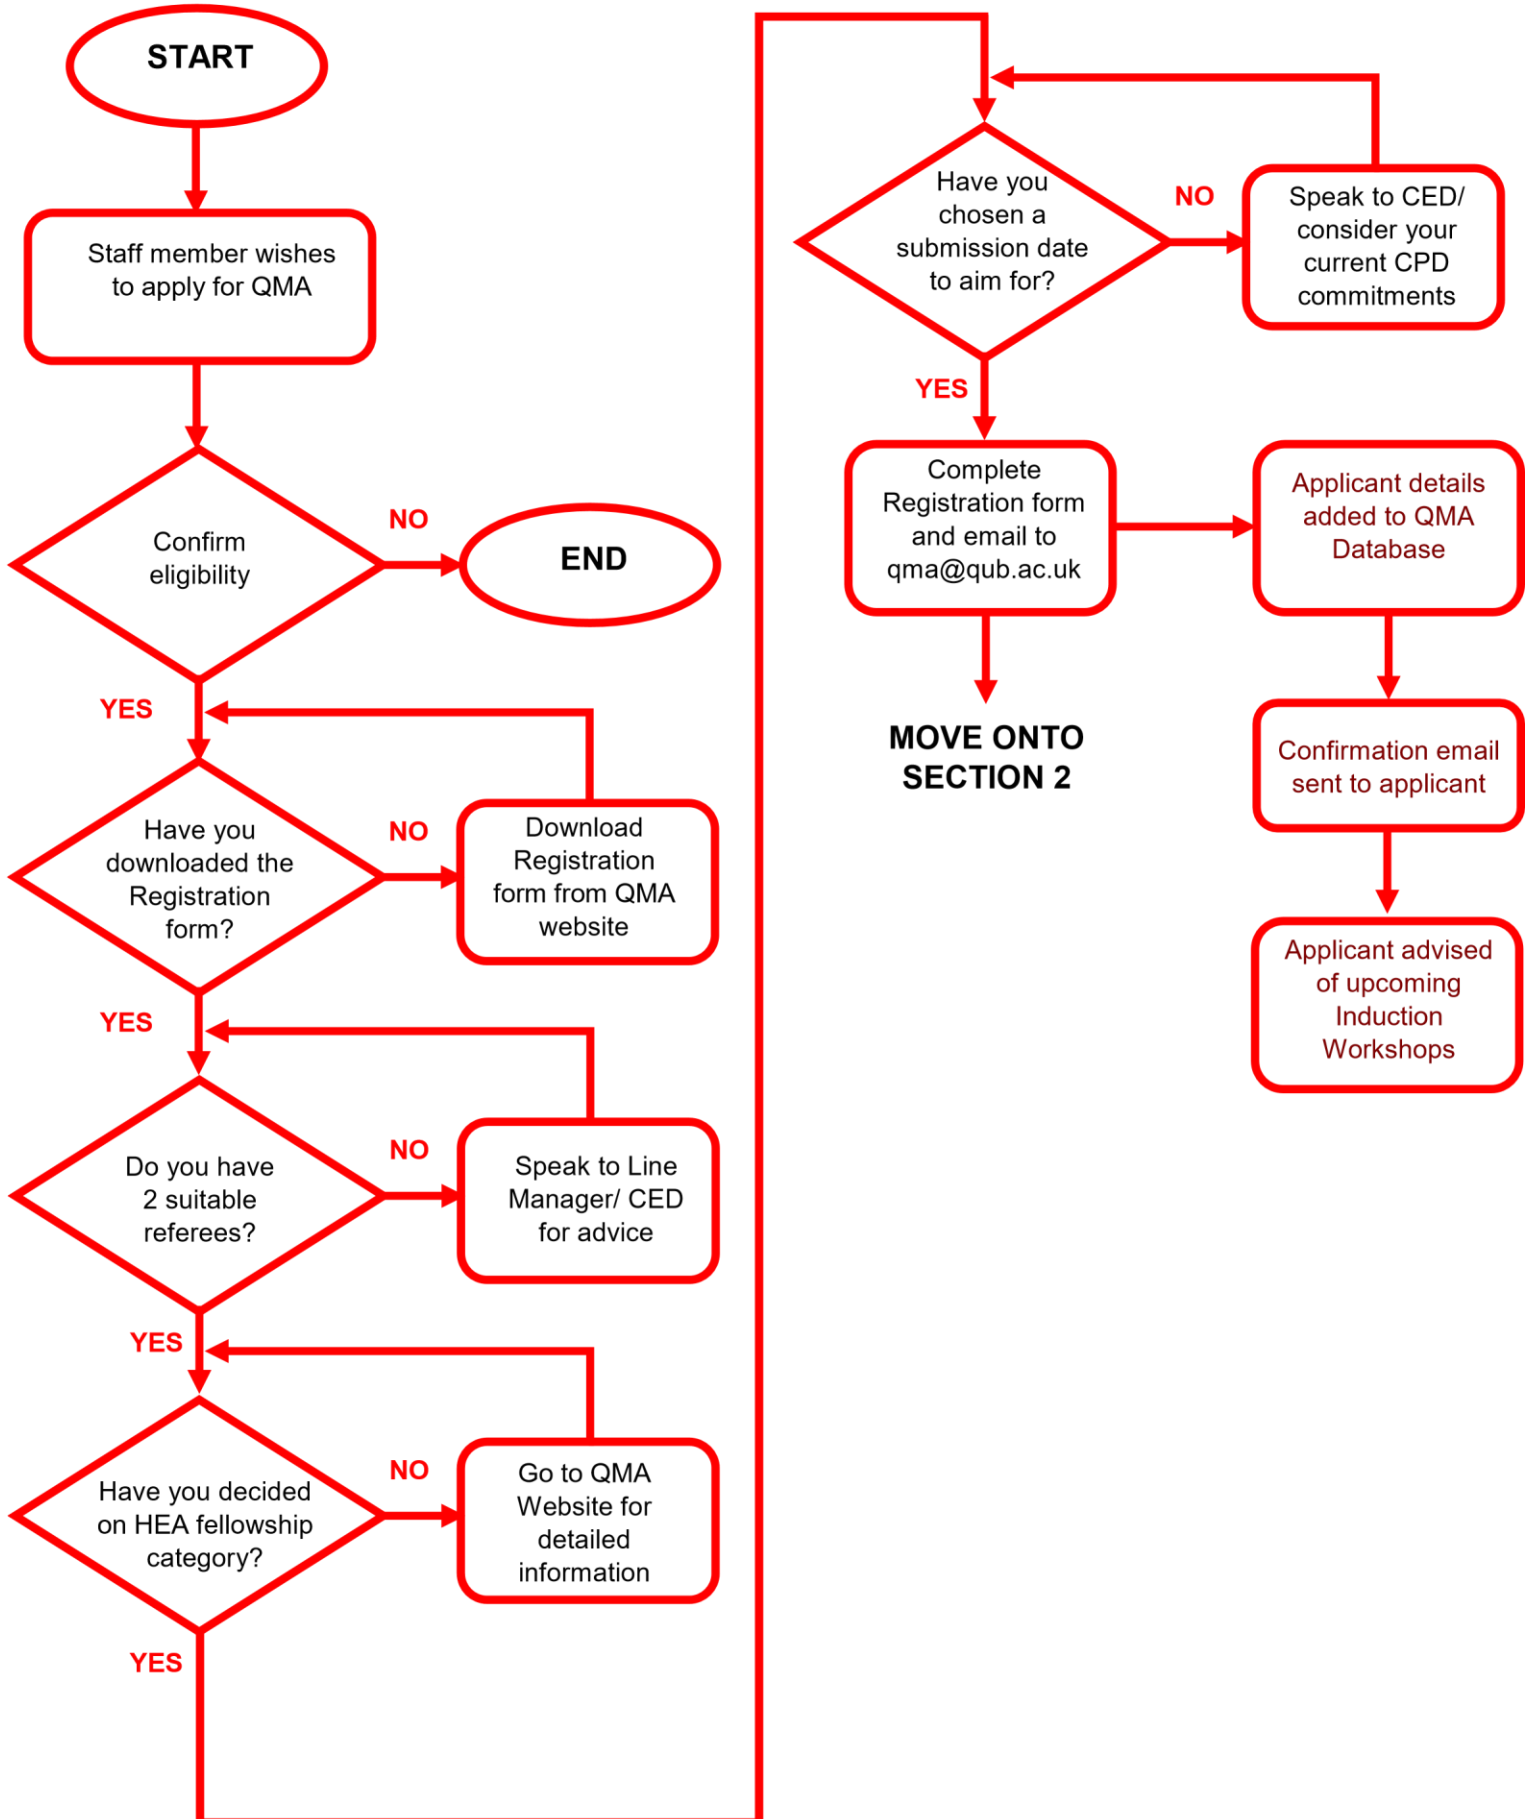 START
Staff member wishes
to apply for QMA
Confirm
eligibility
NO
END
YES
Have you
downloaded the
Registration
form?
NO
Download
Registration
form from QMA
website
YES
Do you have
2 suitable
referees?
NO
Speak to Line
Manager/ CED
for advice
YES
Have you decided
on HEA fellowship
category?
NO
Go to QMA
Website for
detailed
information
YES
Have you
chosen a
submission date
to aim for?
NO
Speak to CED/
consider your
current CPD
commitments
YES
Complete
Registration form
and email to
qma@qub.ac.uk
Applicant details
added to QMA
Database
MOVE ONTO
SECTION 2
Confirmation email
sent to applicant
Applicant advised
of upcoming
Induction
Workshops